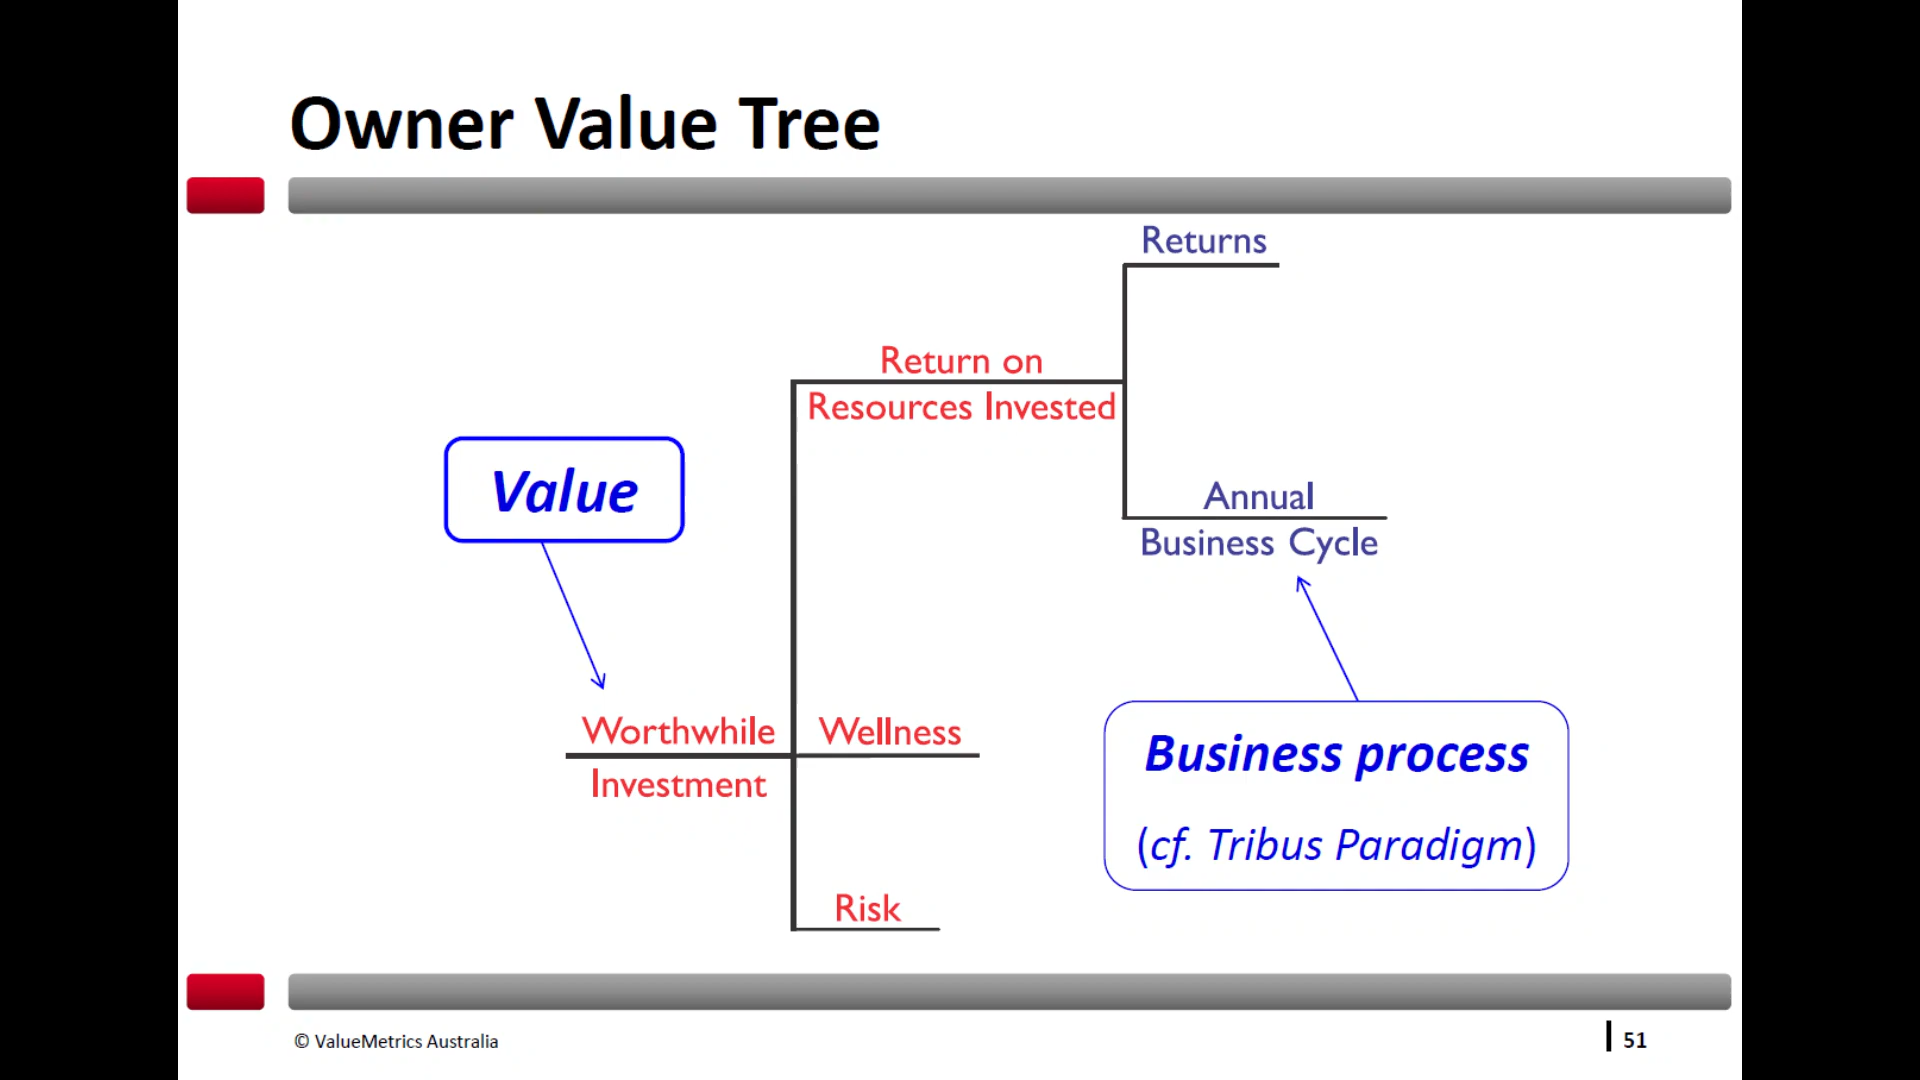 Owner Value Tree
Returns
Return on
Resources Invested
Annual
Business Cycle
Value
Worthwhile
Investment
Wellness
Business process
(cf. Tribus Paradigm)
Risk
© ValueMetrics Australia
51